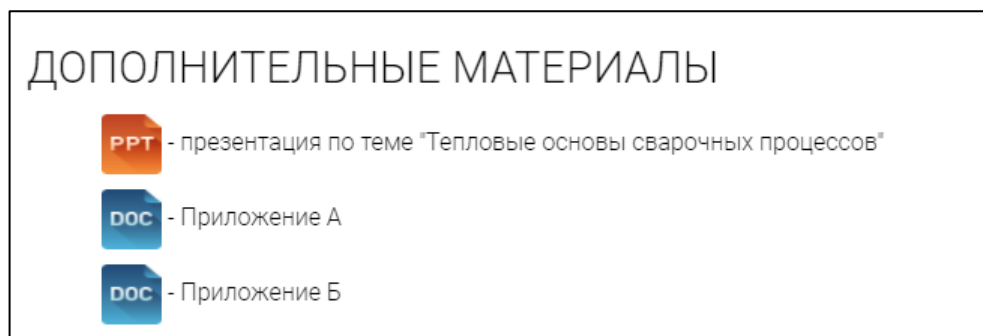 ДОПОЛНИТЕЛЬНЫЕ МАТЕРИАЛЫ
PPT - презентация по теме "Тепловые основы сварочных процессов"
DOC - Приложение А
DOC - Приложение Б